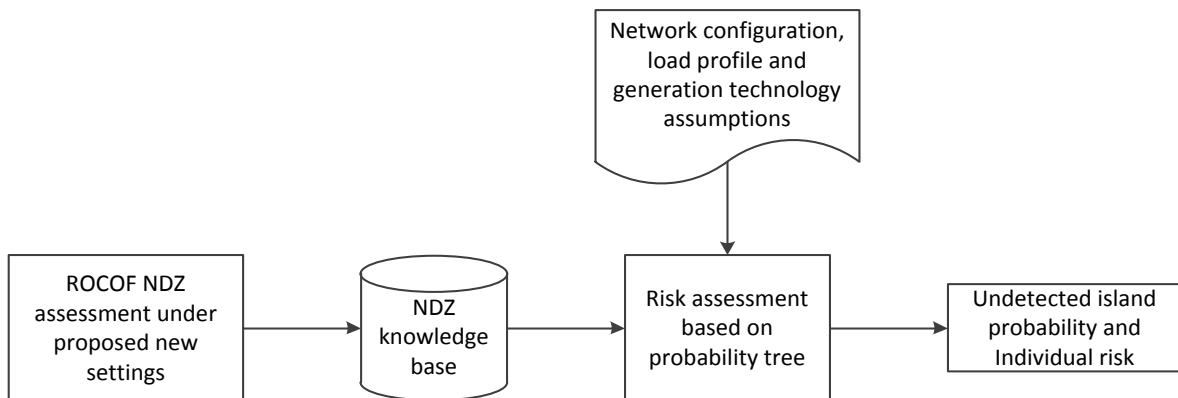 Network configuration,
load profile and
generation technology
assumptions
ROCOF NDZ
assessment under
proposed new
settings
NDZ
knowledge
base
Risk assessment
based on
probability tree
Undetected island
probability and
Individual risk